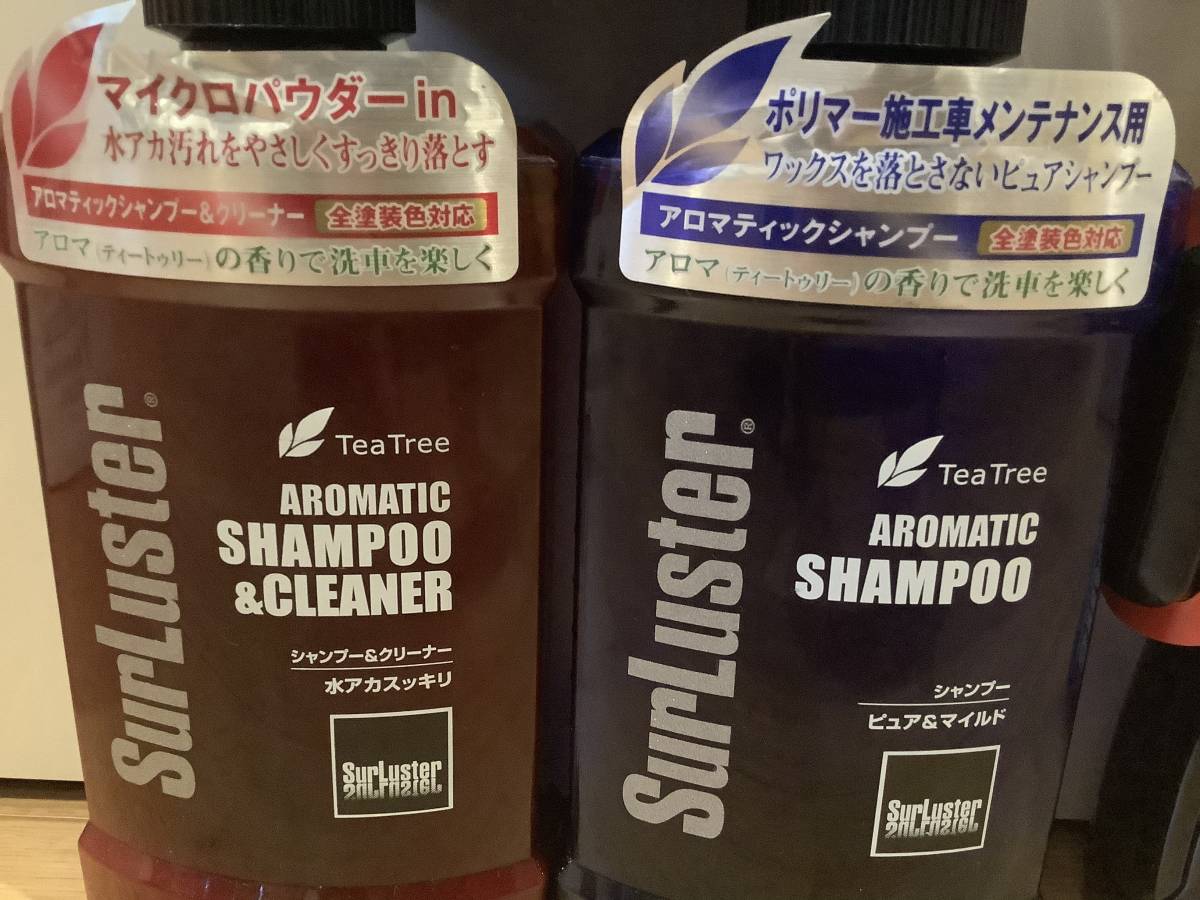 マイクロパウダーin
水アカ汚れをやさしくすっきり落とす
アロマティックシャンプー&クリーナー 全塗装色対応
アロマ(ティートゥリー)の香りで洗車を楽しく
SurLuster®
TeaTree
AROMATIC
SHAMPOO
&CLEANER
シャンプー&クリーナー
水アカスッキリ
SurLuster
ポリマー施工車メンテナンス用
ワックスを落とさないピュアシャンプー
アロマティックシャンプー 全塗装色対応
アロマ(ティートゥリー)の香りで洗車を楽しく
SurLuster®
TeaTree
AROMATIC
SHAMPOO
シャンプー
ピュア&マイルド
SurLuster